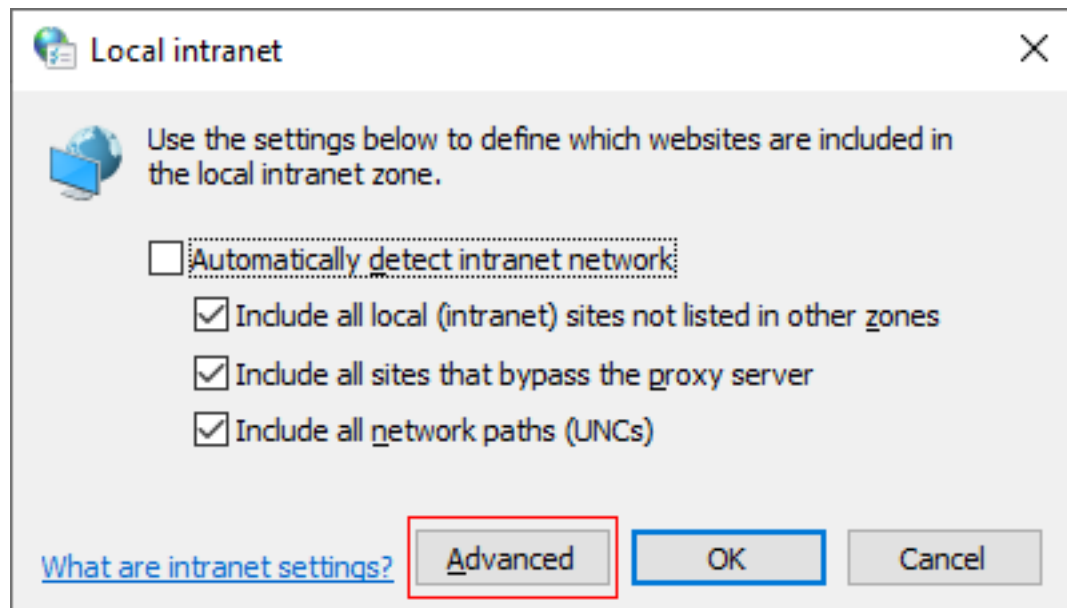 Local intranet
Use the settings below to define which websites are included in
the local intranet zone.
Automatically detect intranet network
Include all local (intranet) sites not listed in other zones
Include all sites that bypass the proxy server
Include all network paths (UNCs)
What are intranet settings?
Advanced
OK
Cancel